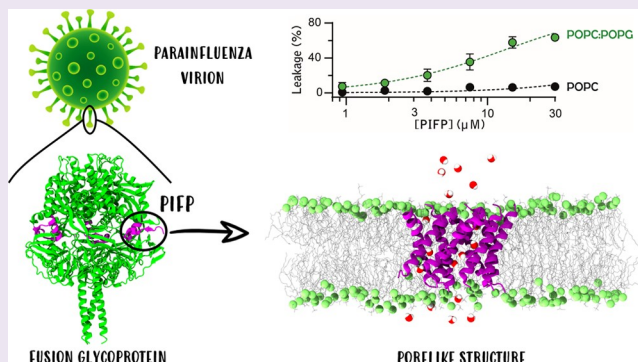 PARAINFLUENZA
VIRION
PIFP
FUSION GLYCOPROTEIN
Leakage (%)
80
40
0
POPC:POPG
POPC
1
3
10
30
[PIFP] (µM)
PORELIKE STRUCTURE